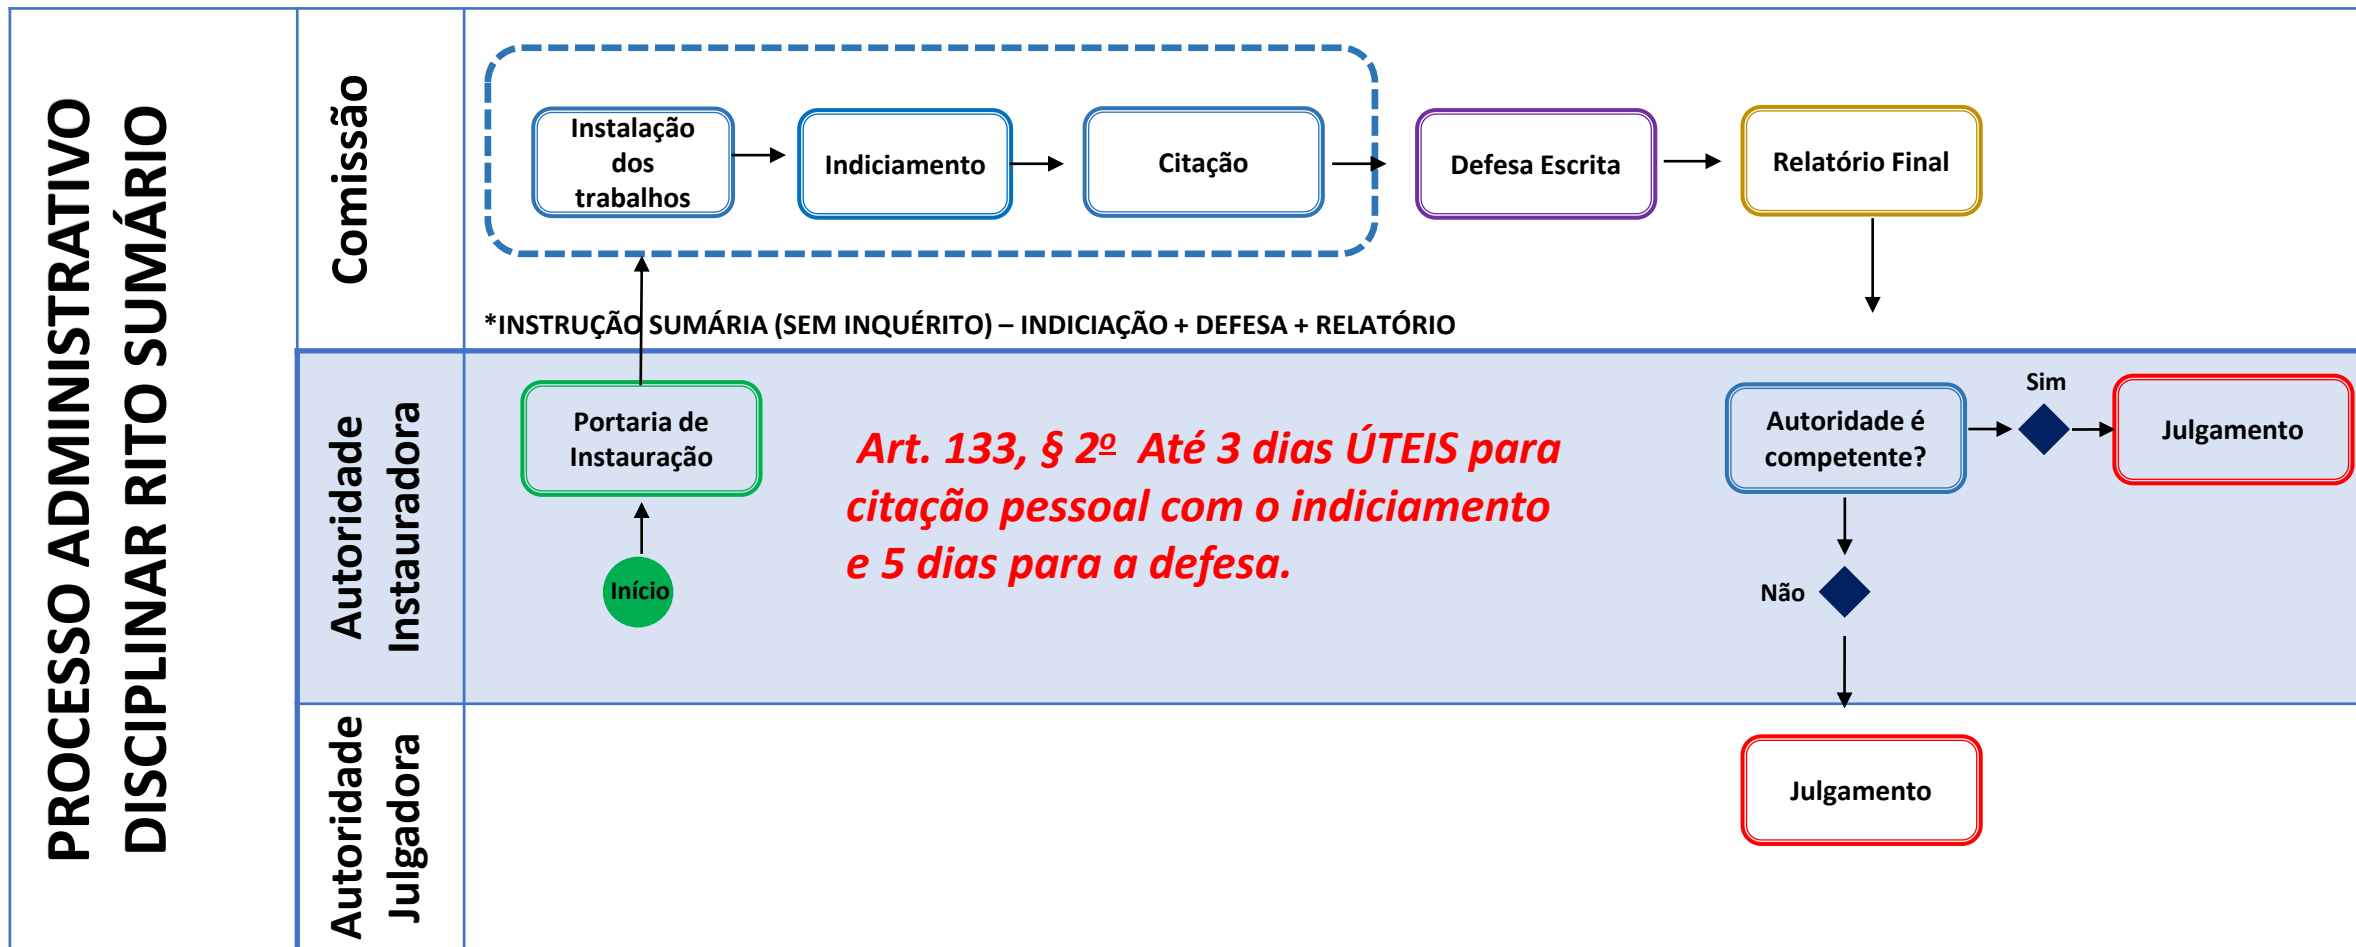 PROCESSO ADMINISTRATIVO
DISCIPLINAR RITO SUMÁRIO
Comissão
Instalação
dos
trabalhos
Indiciamento
Citação
Defesa Escrita
Relatório Final
*INSTRUÇÃO SUMÁRIA (SEM INQUÉRITO) – INDICIAÇÃO + DEFESA + RELATÓRIO
Autoridade
Instauradora
Portaria de
Instauração
Início
Art. 133, § 2º Até 3 dias ÚTEIS para
citação pessoal com o indiciamento
e 5 dias para a defesa.
Autoridade é
competente?
Sim
Julgamento
Não
Autoridade
Julgadora
Julgamento